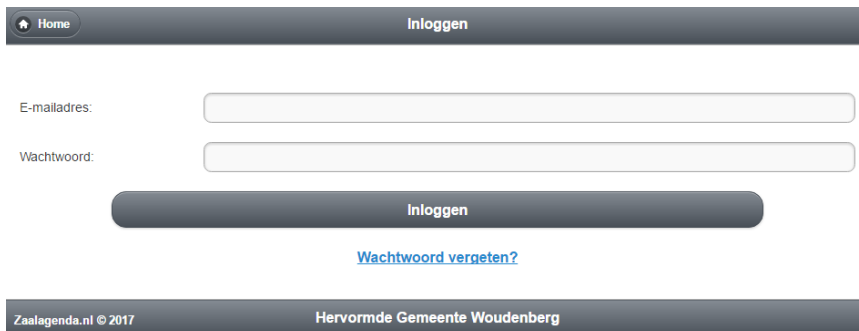 Home Inloggen
E-mailadres:
Wachtwoord:
Inloggen
Wachtwoord vergeten?
Zaalagenda.nl © 2017 Hervormde Gemeente Woudenberg